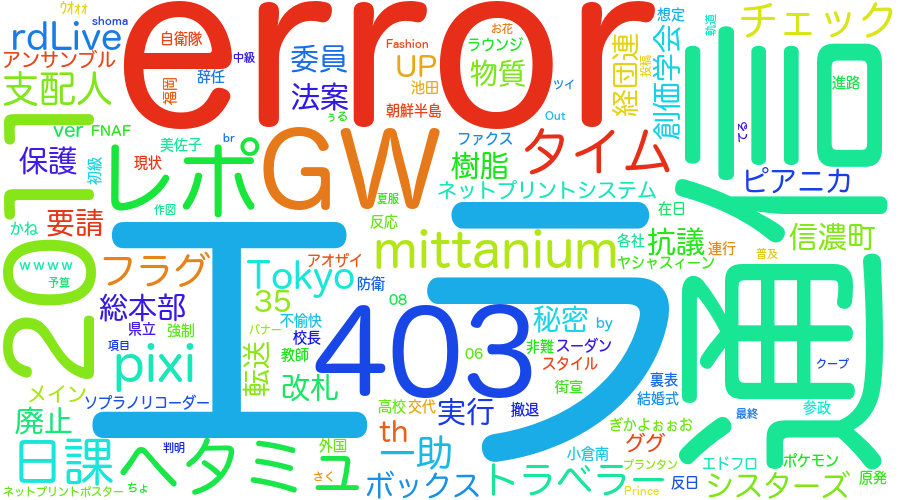 ウオォォ
shoma
rdLive
アンサンブル
支配人
ver
FNAF
保護
初級
2011
かね
要請
wwww
予算
フラグ
総本部
県立
強制
項目
pixi
メイン
ソプラノリコーダー
廃止
日課
ネットプリントポスター
ちょ
error
自衛隊
福岡
辞任
中級
委員
法案
うる
Fashion
UP
池田
朝鮮半島
お花
ラウンジ
物質
ツイ
Out
経団連
投稿
想定
創価学会
軌道
チェック
通信
進路
てる
br
美佐子
現状
レポ
作図
GW
夏服
反応
ファクス
樹脂
タイム
ネットプリントシステム
ピアニカ
在日
信濃町
mittanium
各社
抗議
連行
普及
ヤシャスィーン
エラー
Tokyo
アオザイ
防衛
35
08
不愉快
バナー
校長
転送
教師
改札
403
06
秘密
by
非難
スーダン
スタイル
街宣
裏表
結婚式
クープ
最終
参政
高校
交代
実行
撤退
th
一助
判明
ヘタミュ
外国
さく
ボックス
トラベラー
小倉南
ぎかよぉぉお
ググ
プランタン
Prince
反日
エドフロ
システーズ
ポケモン
原発